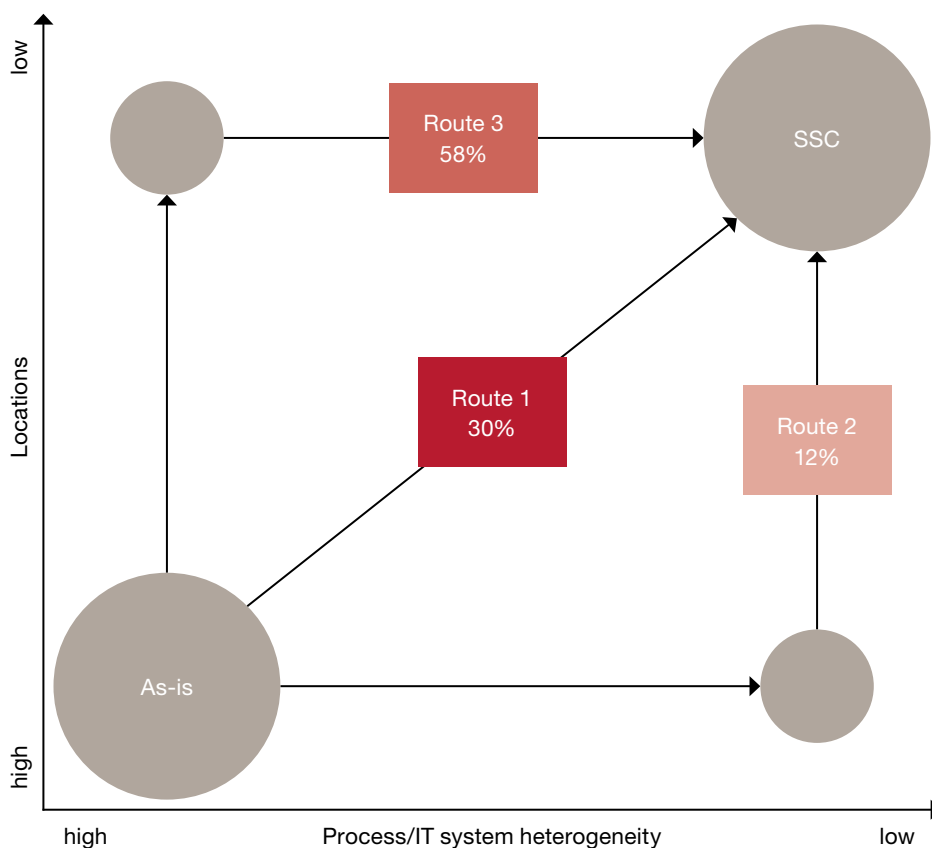 low
Route 3
58%
SSC
Locations
Route 1
30%
Route 2
12%
As-is
high
high
Process/IT system heterogeneity
low